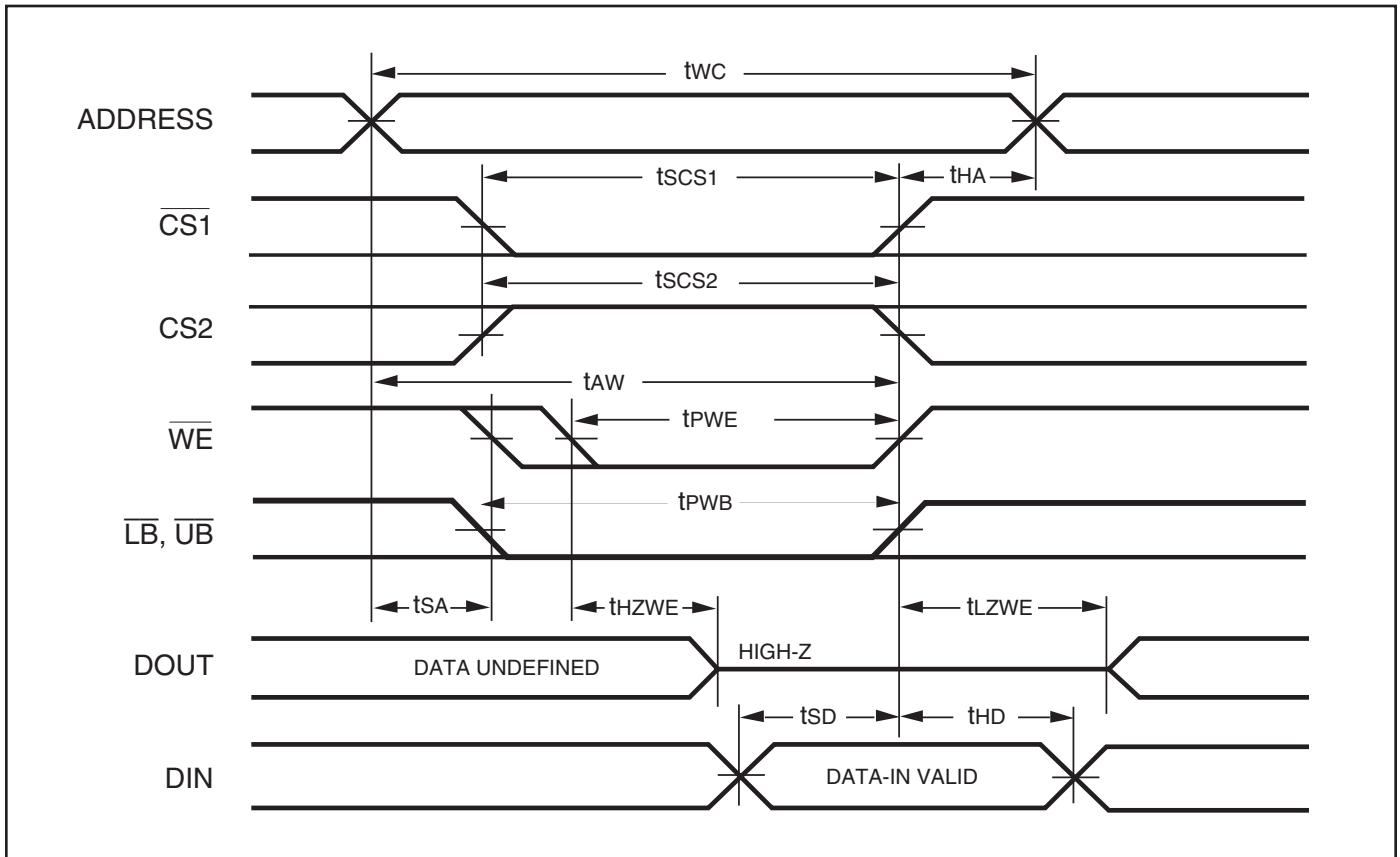 tWC
ADDRESS
tSCS1
tHA
CS1
tSCS2
CS2
tAW
WE
tPWE
LB, UB
tPWB
tSA
tHZWE
tLZWE
DOUT
DATA UNDEFINED
HIGH-Z
tSD
tHD
DIN
DATA-IN VALID